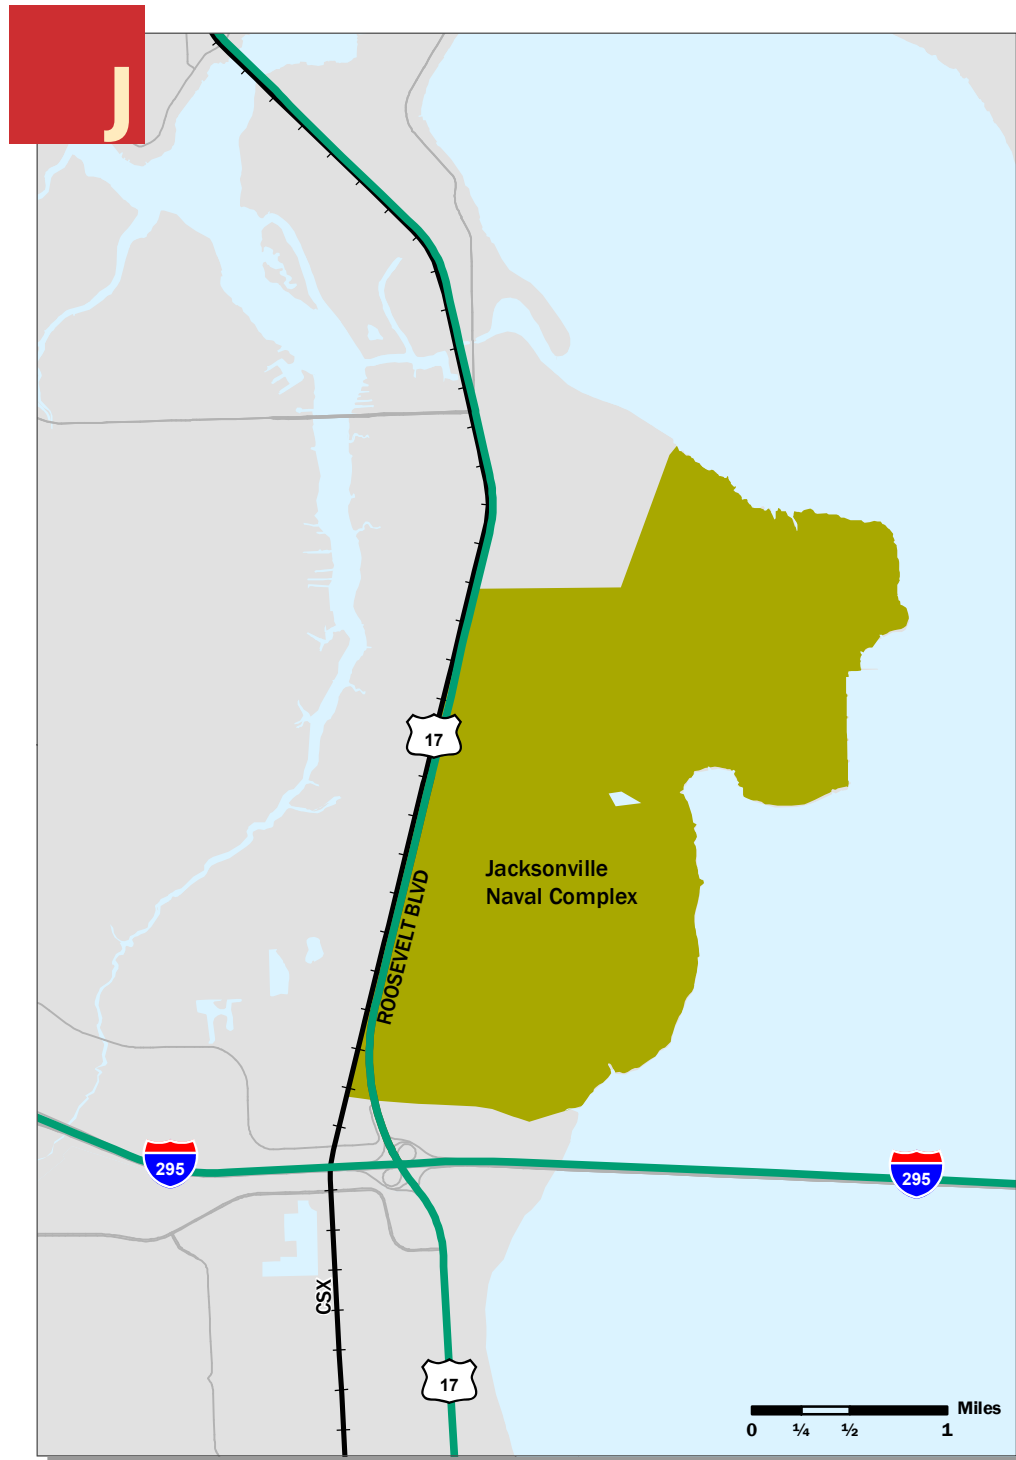 J
17
Jacksonville
Naval Complex
ROOSEVELT BLVD
295
295
CSX
17
Miles
0 ¼ ½ 1